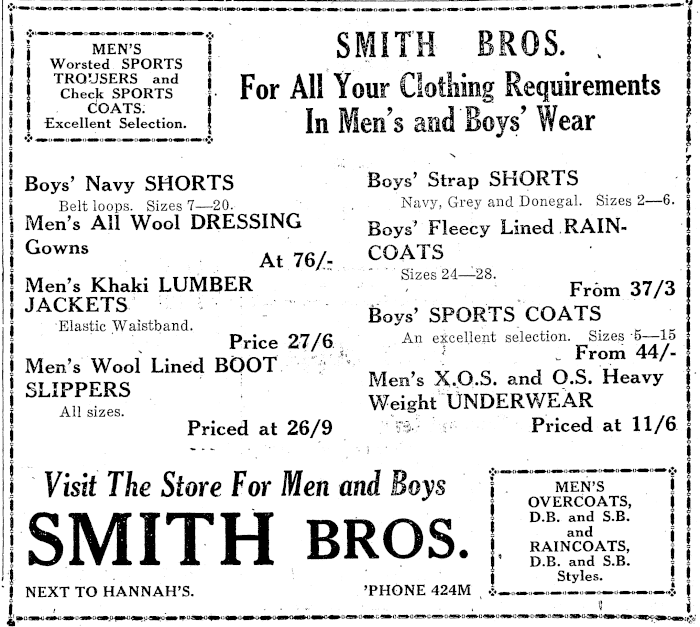 MEN'S
Worsted SPORTS
TROUSERS and
Check SPORTS
COATS.
Excellent Selection.
SMITH BROS.
For All Your Clothing Requirements
In Men's and Boys' Wear
Boys' Navy SHORTS
Belt loops. Sizes 7—20.
Men's All Wool DRESSING
Gowns
At 76/-
Men's Khaki LUMBER
JACKETS
Elastic Waistband.
Price 27/6
Men's Wool Lined BOOT
SLIPPERS
All sizes.
Priced at 26/9
Boys' Strap SHORTS
Navy, Grey and Donegal. Sizes 2—6.
Boys' Fleecy Lined RAIN-
COATS
Sizes 24—28.
From 37/3
Boys' SPORTS COATS
An excellent selection. Sizes 5—15
From 44/-
Men's X.O.S. and O.S. Heavy
Weight UNDERWEAR
Priced at 11/6
Visit The Store For Men and Boys
SMITH BROS.
NEXT TO HANNAH'S. 'PHONE 424M
MEN'S
OVERCOATS,
D.B. and S.B.
and
RAINCOATS,
D.B. and S.B.
Styles.